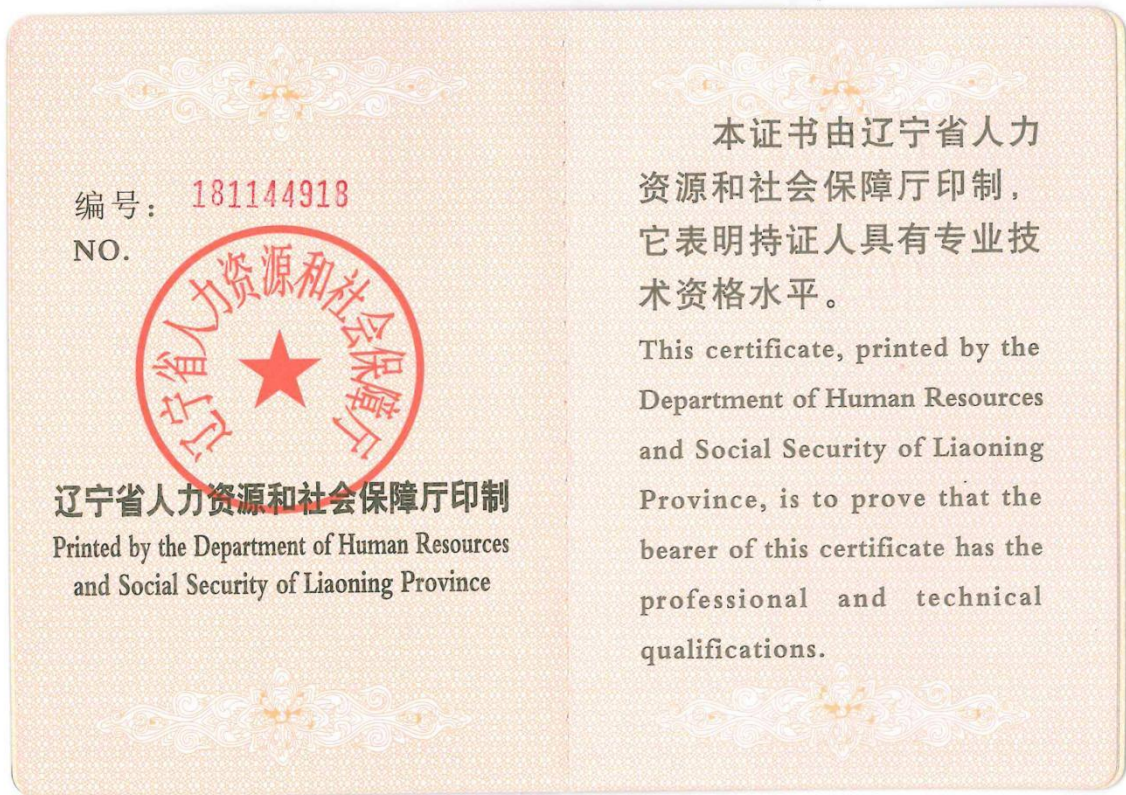 编号： 181144918
NO.
辽宁省人力资源和社会保障厅
辽宁省人力资源和社会保障厅印制
Printed by the Department of Human Resources
and Social Security of Liaoning Province
本证书由辽宁省人力
资源和社会保障厅印制，
它表明持证人具有专业技
术资格水平。
This certificate, printed by the
Department of Human Resources
and Social Security of Liaoning
Province, is to prove that the
bearer of this certificate has the
professional and technical
qualifications.